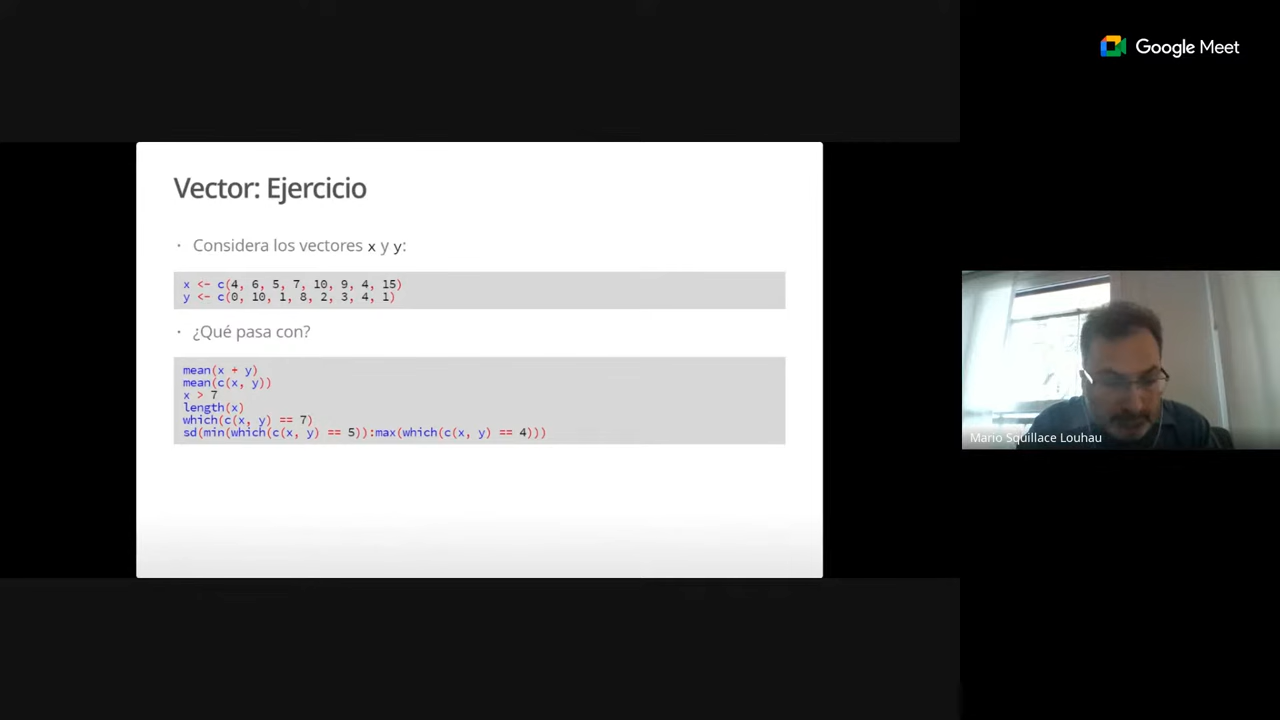 Google Meet
Vector: Ejercicio
· Considera los vectores x y y:
x <- c(4, 6, 5, 7, 10, 9, 4, 15)
y <- c(0, 10, 1, 8, 2, 3, 4, 1)
· ¿Qué pasa con?
mean(x + y)
mean(c(x, y))
x > 7
length(x)
which(c(x, y) == 7)
sd(min(which(c(x, y) == 5)):max(which(c(x, y) == 4)))
Mario Squillace Louhau